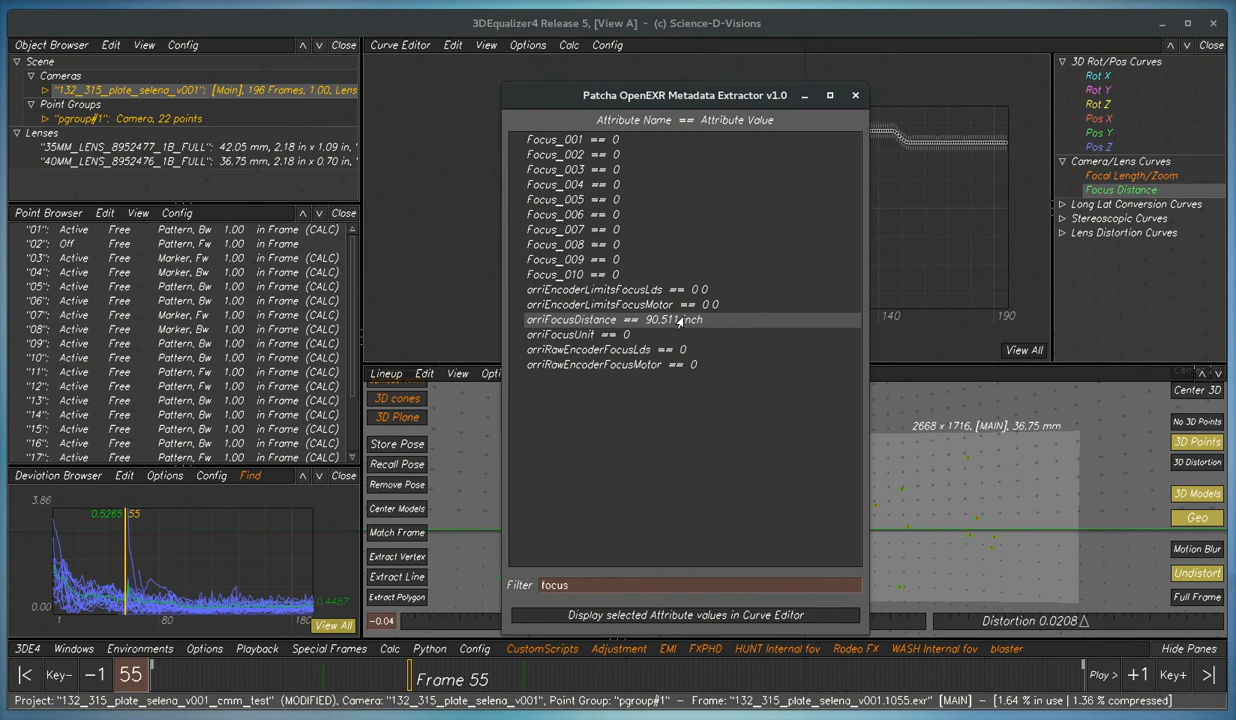 3DEqualizer4 Release 5, [View A] - (c) Science-D-Visions
Object Browser Edit View Config Close
Scene
Cameras
"132_315_plate_selena_v001": [Main], 196 Frames, 1.00, Lens
Point Groups
"pgroup#1": Camera, 22 points
Lenses
"35MM_LENS_8952477_1B_FULL": 42.05 mm, 2.18 in x 1.09 in,
"40MM_LENS_8952476_1B_FULL": 36.75 mm, 2.18 in x 0.70 in,
Point Browser Edit View Config Close
"01": Active Free Pattern, Bw 1.00 in Frame (CALC)
"02": Off Free Pattern, Fw 1.00 in Frame
"03": Active Free Marker, Fw 1.00 in Frame (CALC)
"04": Active Free Marker, Bw 1.00 in Frame (CALC)
"05": Active Free Pattern, Bw 1.00 in Frame (CALC)
"06": Active Free Pattern, Fw 1.00 in Frame (CALC)
"07": Active Free Marker, Bw 1.00 in Frame (CALC)
"08": Active Free Marker, Bw 1.00 in Frame (CALC)
"09": Active Free Pattern, Bw 1.00 in Frame (CALC)
"10": Active Free Pattern, Bw 1.00 in Frame (CALC)
"11": Active Free Pattern, Bw 1.00 in Frame (CALC)
"12": Active Free Pattern, Bw 1.00 in Frame (CALC)
"13": Active Free Pattern, Bw 1.00 in Frame (CALC)
"14": Active Free Pattern, Bw 1.00 in Frame (CALC)
"15": Active Free Pattern, Bw 1.00 in Frame (CALC)
"16": Active Free Pattern, Bw 1.00 in Frame (CALC)
"17": Active Free Marker, Bw 1.00 in Frame (CALC)
Deviation Browser Edit Options Config Find Close
3.86
0.5265 55
0.00
0.4487
1 180
View All
Curve Editor Edit View Options Calc Config Close
140 190
View All
3D Rot/Pos Curves
Rot X
Rot Y
Rot Z
Pos X
Pos Y
Pos Z
Camera/Lens Curves
Focal Length/Zoom
Focus Distance
Long Lat Conversion Curves
Stereoscopic Curves
Lens Distortion Curves
Patcha OpenEXR Metadata Extractor v1.0
Attribute Name == Attribute Value
Focus_001 == 0
Focus_002 == 0
Focus_003 == 0
Focus_004 == 0
Focus_005 == 0
Focus_006 == 0
Focus_007 == 0
Focus_008 == 0
Focus_009 == 0
Focus_010 == 0
arriEncoderLimitsFocusLds == 0 0
arriEncoderLimitsFocusMotor == 0 0
arriFocusDistance == 90.511 inch
arriFocusUnit == 0
arriRawEncoderFocusLds == 0
arriRawEncoderFocusMotor == 0
Filter focus
Display selected Attribute values in Curve Editor
Lineup Edit View
3D cones
3D Plane
Store Pose
Recall Pose
Remove Pose
Center Models
Match Frame
Extract Vertex
Extract Line
Extract Polygon
-0.04
2668 x 1716, [MAIN], 36.75 mm
Distortion 0.0208
Center 3D
No 3D Points
3D Points
3D Distortion
3D Models
Geo
Motion Blur
Undistort
Full Frame
3DE4 Windows Environments Options Playback Special Frames Calc Python Config CustomScripts Adjustment EMI FXPHD HUNT Internal fov Rodeo FX WASH Internal fov blaster Hide Panes
|< Key- -1 55 Frame 55 Play > +1 Key+ >|
Project: "132_315_plate_selena_v001_cmm_test" (MODIFIED), Camera: "132_315_plate_selena_v001", Point Group: "pgroup#1" - Frame: "132_315_plate_selena_v001.1055.exr" [MAIN] - [1.64 % in use | 1.36 % compressed]